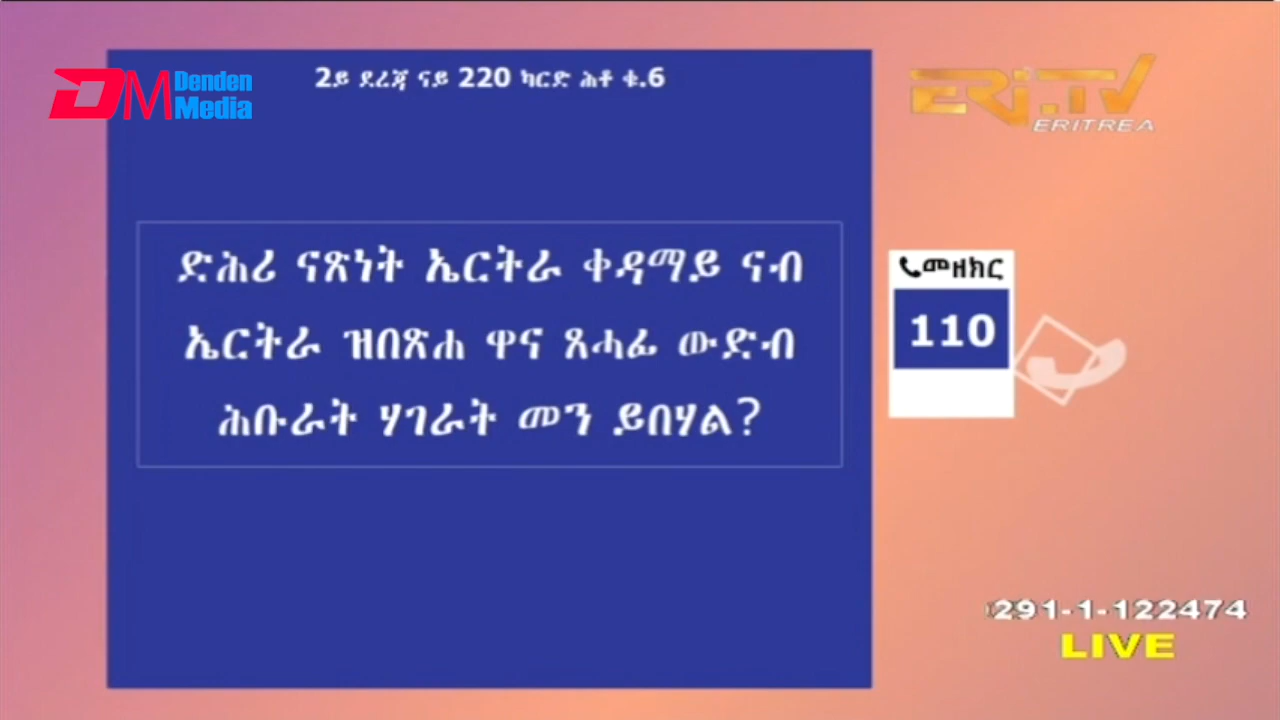 DM Denden Media
2ይ ደረጃ ናይ 220 ካርድ ሕቶ ቁ.6
ERi.TV
ERITREA
ድሕሪ ናጽነት ኤርትራ ቀዳማይ ናብ
ኤርትራ ዝበጽሐ ዋና ጸሓፊ ውድብ
ሕቡራት ሃገራት መን ይበሃል?
መዘክር
110
291-1-122474
LIVE